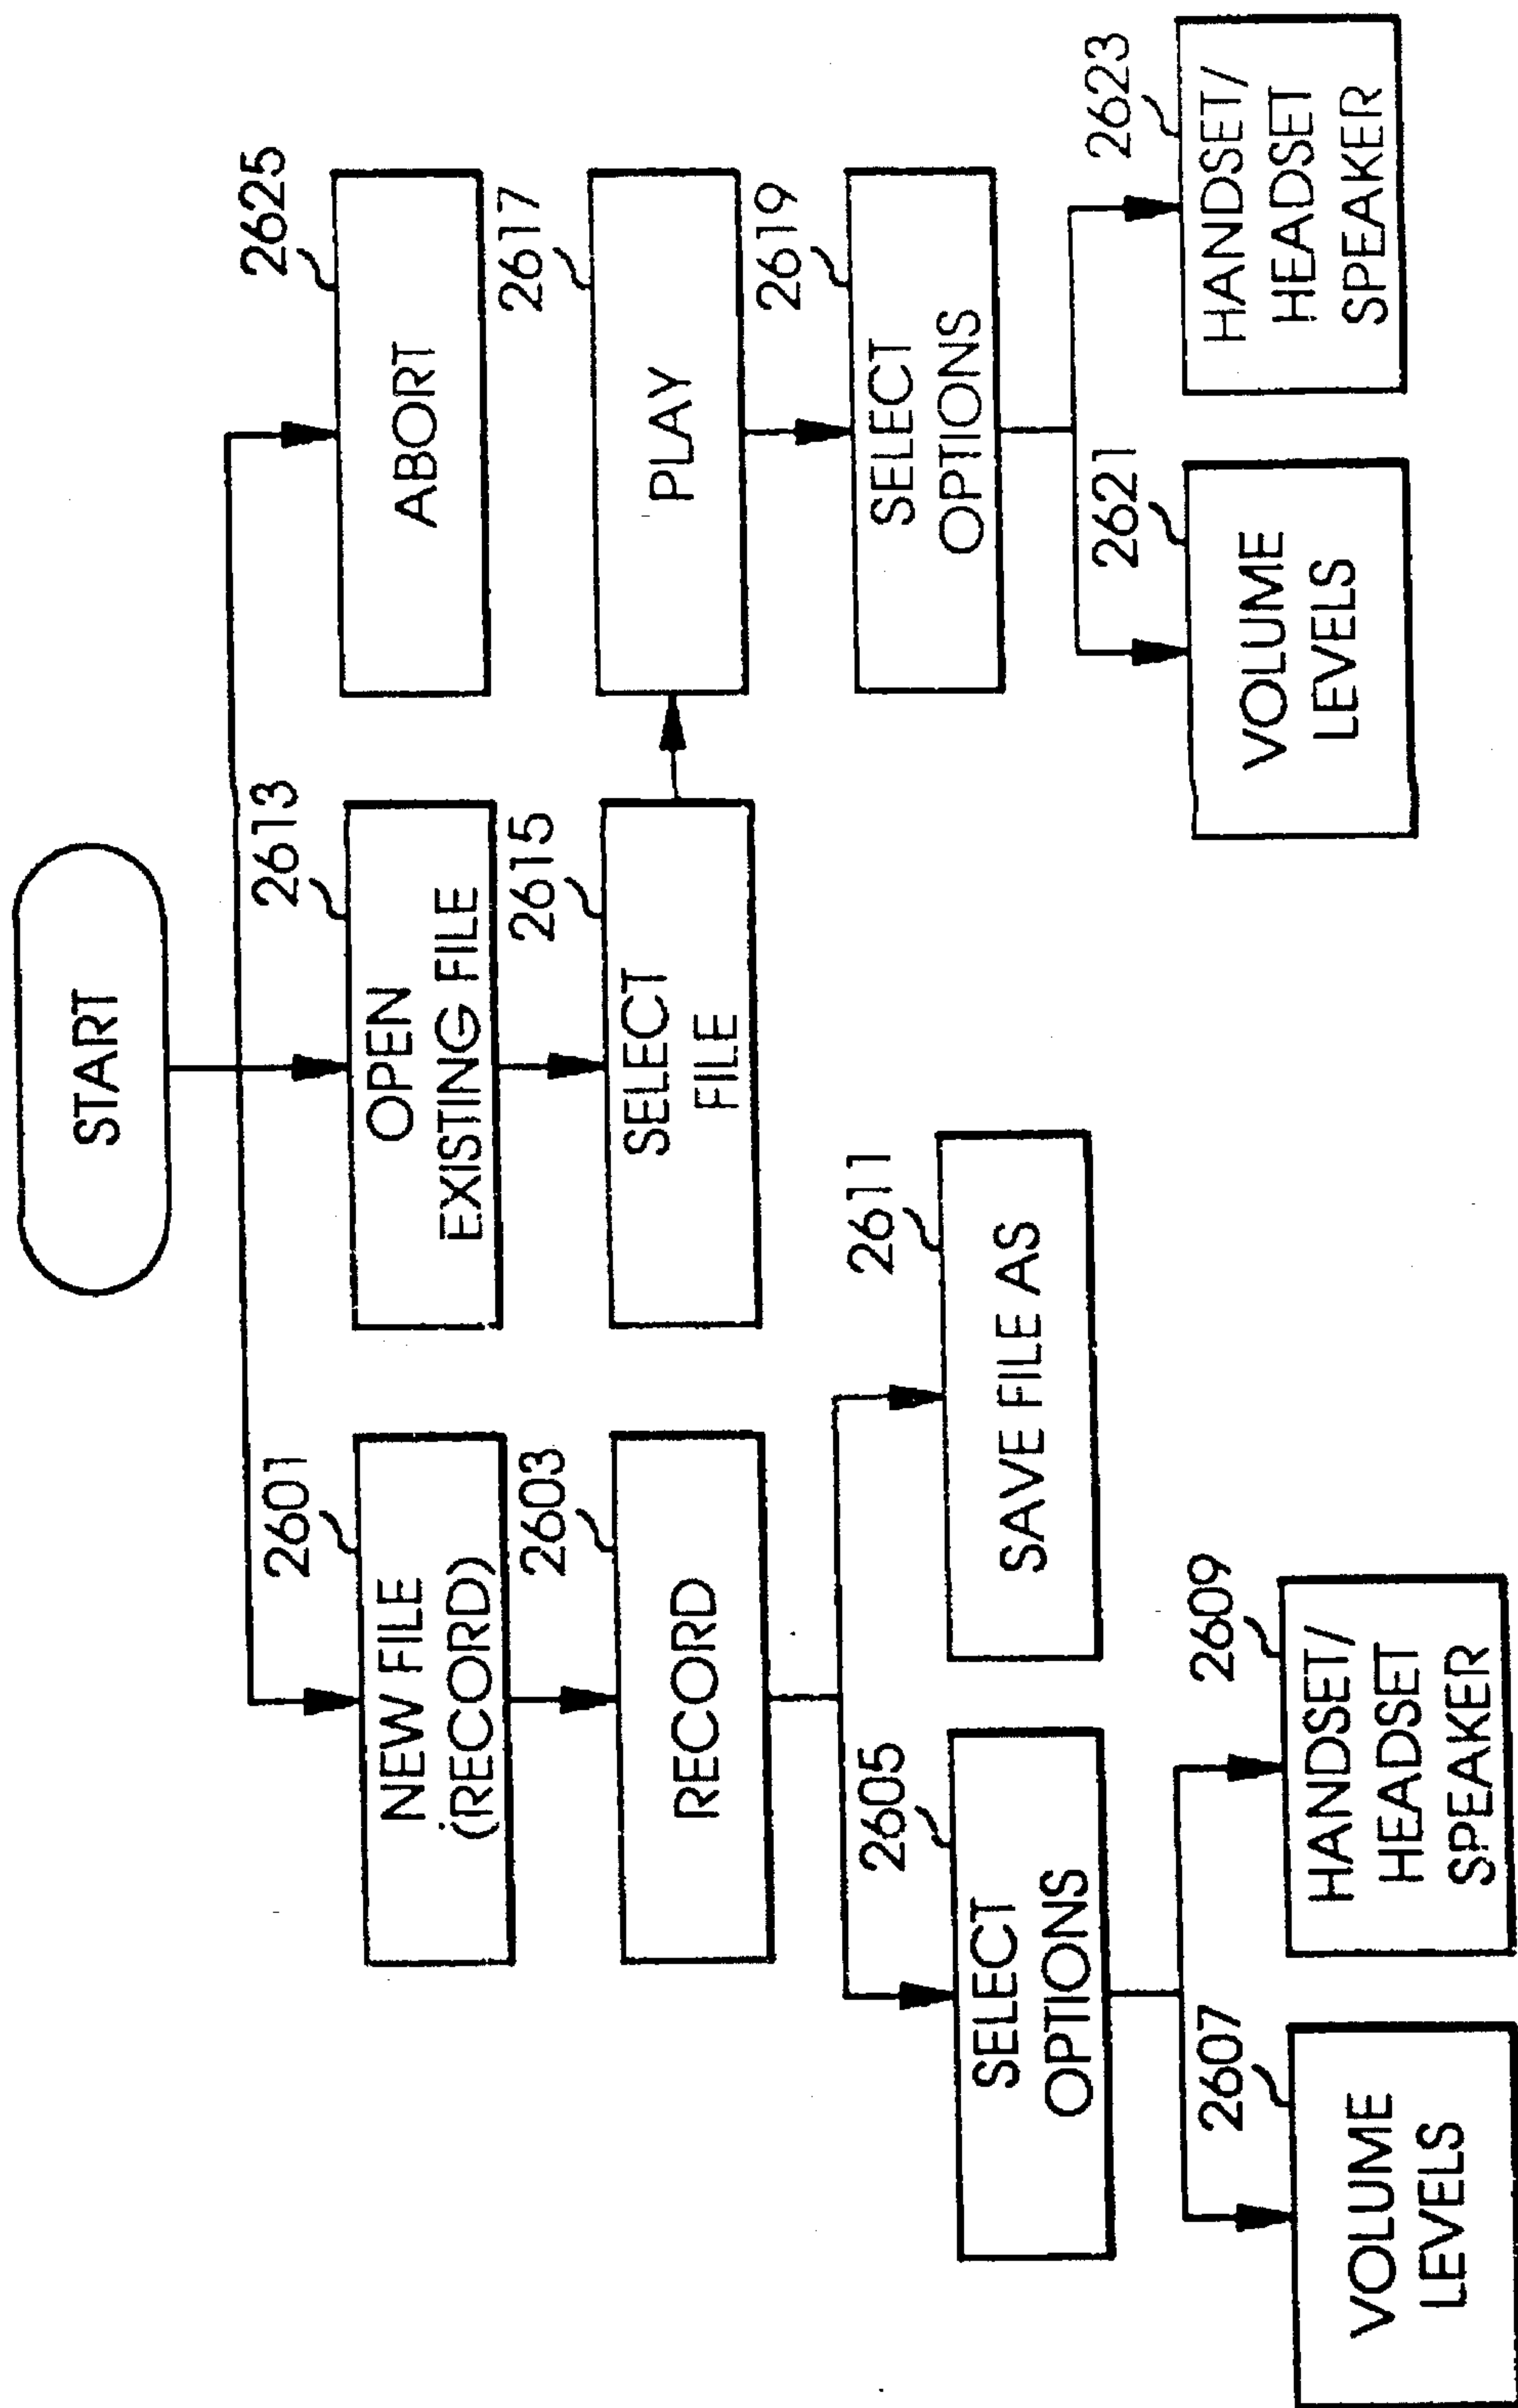 START
2601
NEW FILE
(RECORD)
2603
RECORD
2605
SELECT
OPTIONS
2607
VOLUME
LEVELS
2609
HANDSET/
HEADSET
SPEAKER
2611
SAVE FILE AS
2613
OPEN
EXISTING FILE
2615
SELECT
FILE
2625
ABORT
2617
PLAY
2619
SELECT
OPTIONS
2621
VOLUME
LEVELS
2623
HANDSET/
HEADSET
SPEAKER